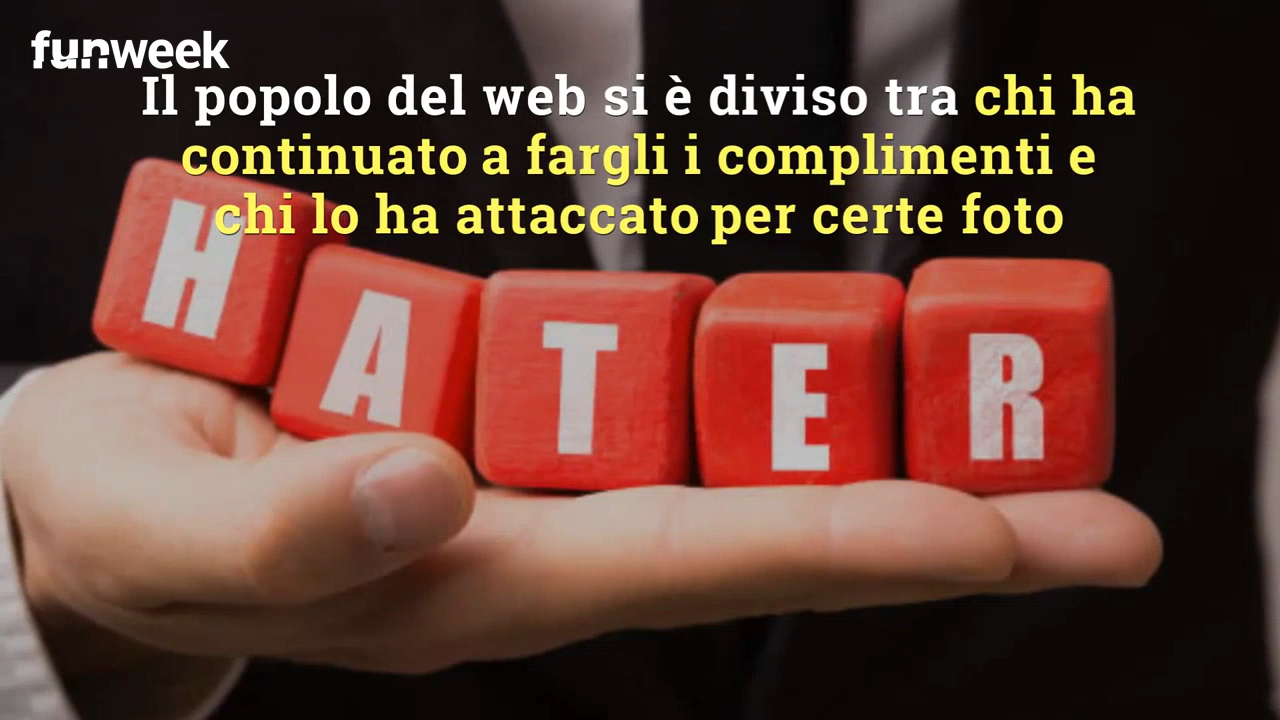 funweek
Il popolo del web si è diviso tra chi ha
continuato a fargli i complimenti e
chi lo ha attaccato per certe foto
HATER